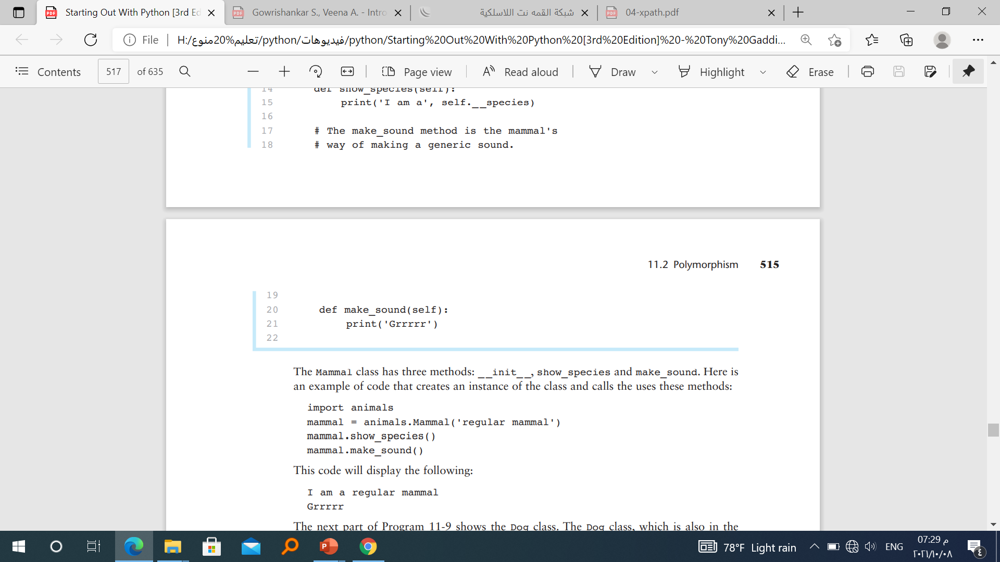 Starting Out With Python [3rd Ed
Gowrishankar S., Veena A. - Intro
شبكة القمه نت اللاسلكية
04-xpath.pdf
File
H:/تعليم%20منوع/python/فيديوهات/python/Starting%20Out%20With%20Python%20[3rd%20Edition]%20-%20Tony%20Gaddi...
Contents
517 of 635
Page view
Read aloud
Draw
Highlight
Erase
14 def show_species(self):
15 print('I am a', self.__species)
16
17 # The make_sound method is the mammal's
18 # way of making a generic sound.
11.2 Polymorphism 515
19
20 def make_sound(self):
21 print('Grrrrr')
22
The Mammal class has three methods: __init__, show_species and make_sound. Here is
an example of code that creates an instance of the class and calls the uses these methods:
import animals
mammal = animals.Mammal('regular mammal')
mammal.show_species()
mammal.make_sound()
This code will display the following:
I am a regular mammal
Grrrrr
The next part of Program 11-9 shows the Dog class. The Dog class, which is also in the
78°F Light rain
ENG
07:29 م
٢٠٢١/١٠/٠٨
٤